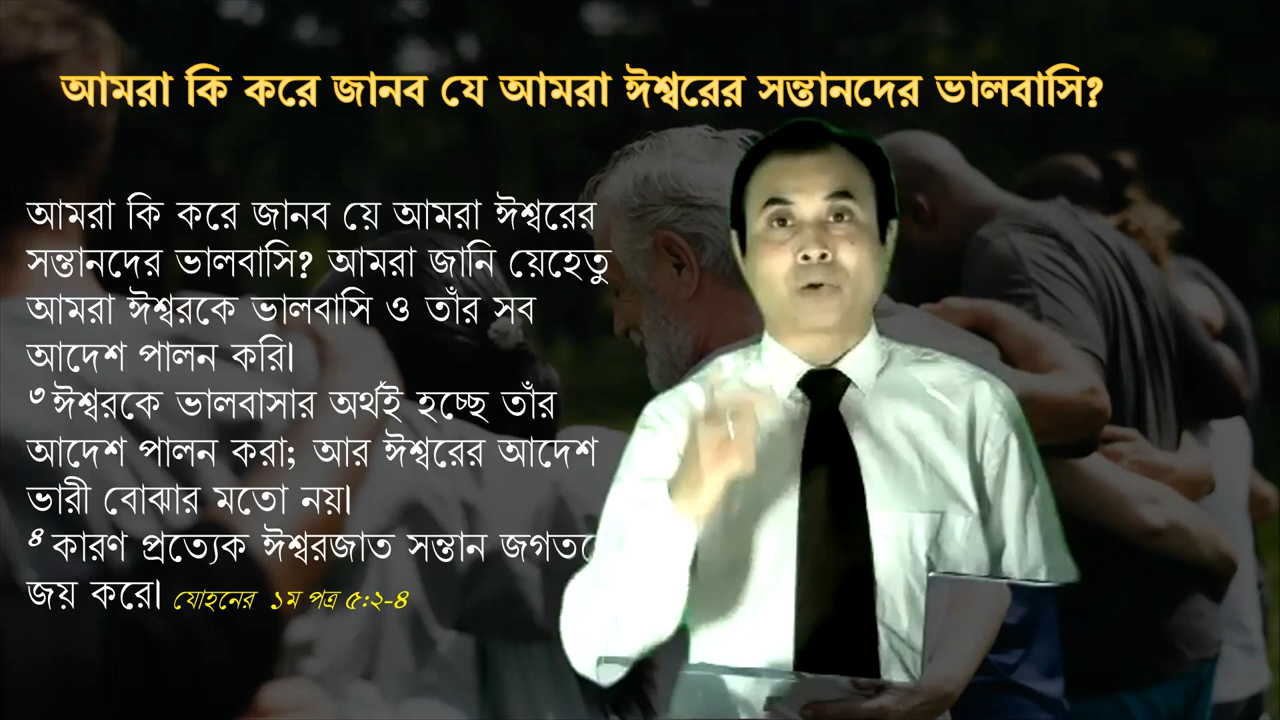 আমরা কি করে জানব যে আমরা ঈশ্বরের সন্তানদের ভালবাসি?
আমরা কি করে জানব য়ে আমরা ঈশ্বরের
সন্তানদের ভালবাসি? আমরা জানি য়েহেতু
আমরা ঈশ্বরকে ভালবাসি ও তাঁর সব
আদেশ পালন করি৷
৩ ঈশ্বরকে ভালবাসার অর্থই হচ্ছে তাঁর
আদেশ পালন করা; আর ঈশ্বরের আদেশ
ভারী বোঝার মতো নয়৷
৪ কারণ প্রত্যেক ঈশ্বরজাত সন্তান
জয় করে৷ যোহনের ১ম পত্র ৫:২-৪